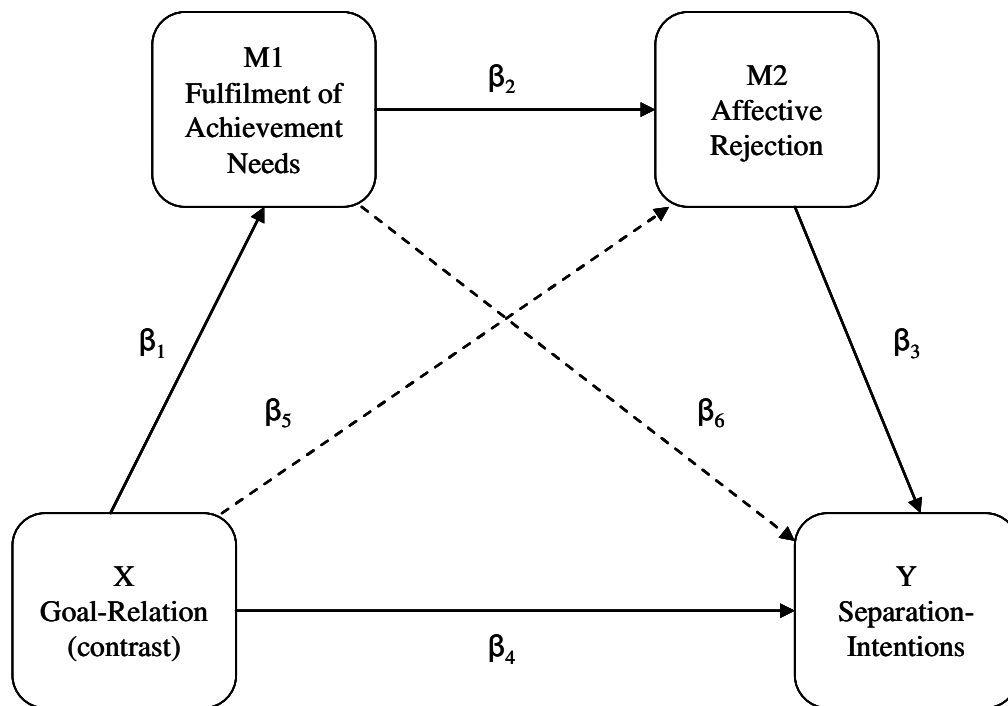 M1
Fulfilment of
Achievement
Needs
β₂
M2
Affective
Rejection
β₁
β₃
β₅
β₆
X
Goal-Relation
(contrast)
β₄
Y
Separation-
Intentions